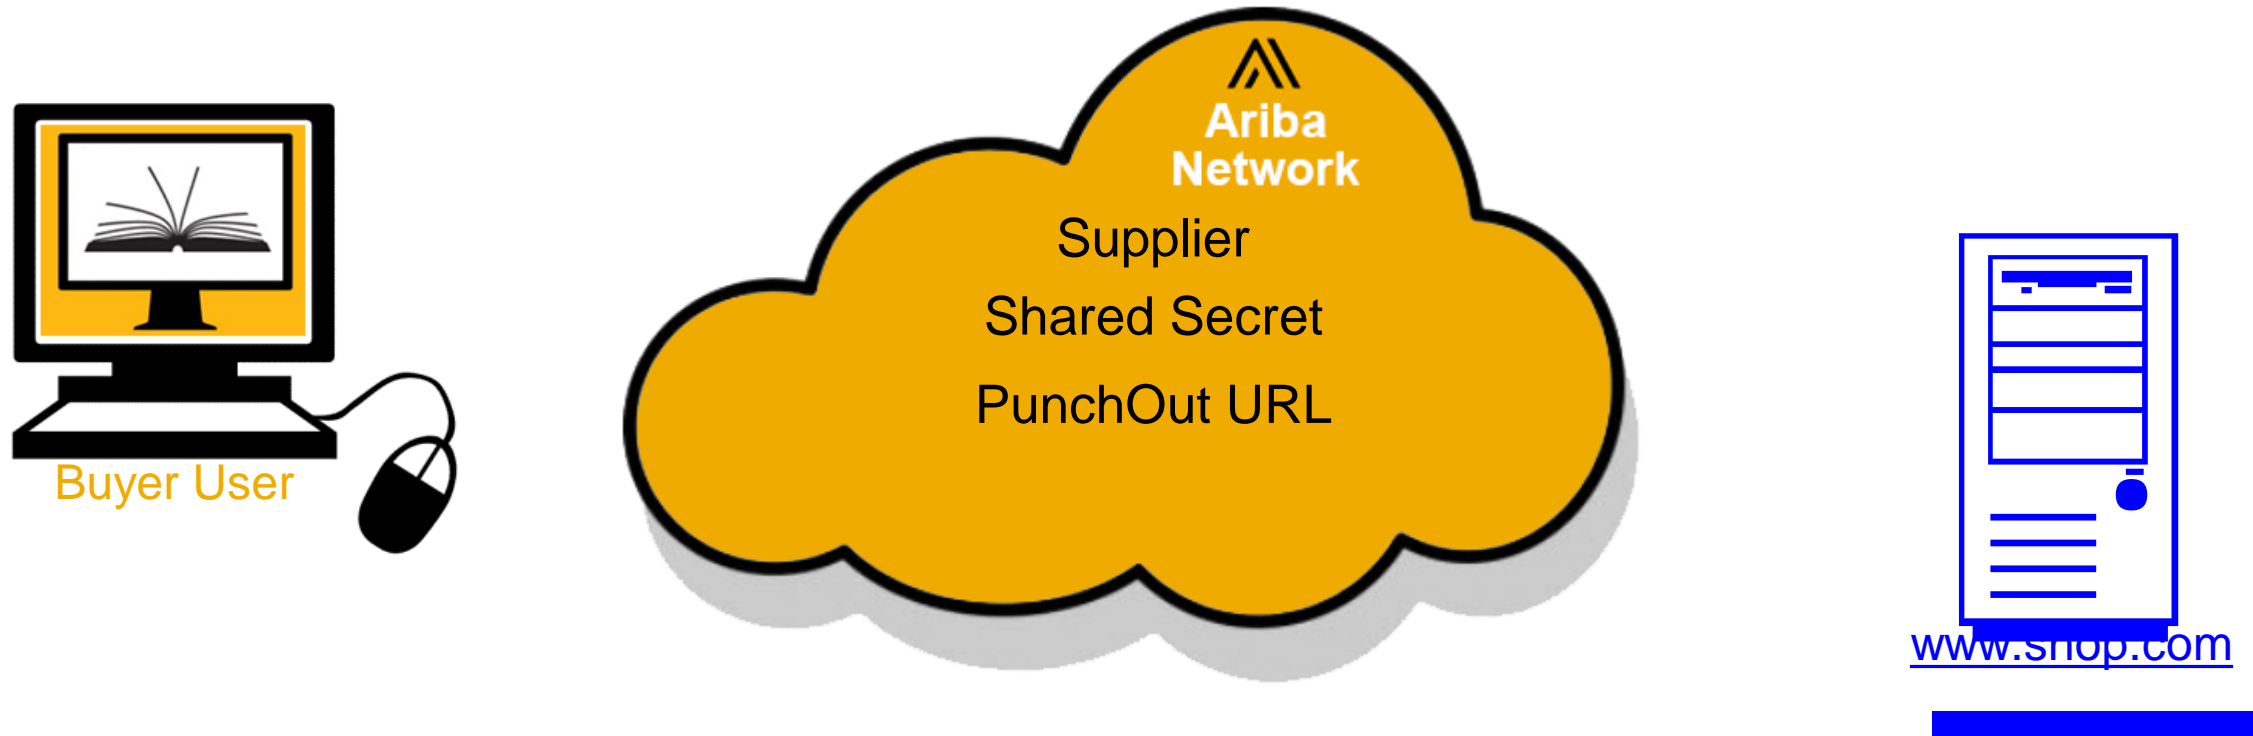 Ariba
Network
Supplier
Shared Secret
PunchOut URL
Buyer User
www.shop.com